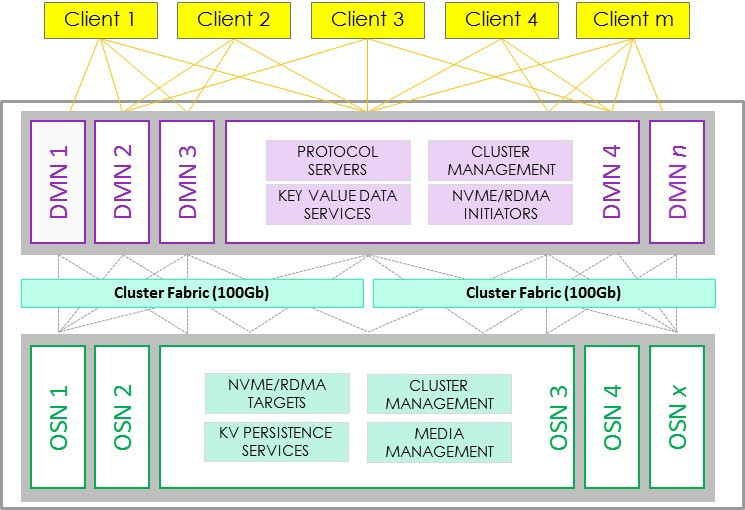 Client 1
Client 2
Client 3
Client 4
Client m
DMN 1
DMN 2
DMN 3
PROTOCOL
SERVERS
CLUSTER
MANAGEMENT
KEY VALUE DATA
SERVICES
NVME/RDMA
INITIATORS
DMN 4
DMN n
Cluster Fabric (100Gb)
Cluster Fabric (100Gb)
OSN 1
OSN 2
NVME/RDMA
TARGETS
CLUSTER
MANAGEMENT
KV PERSISTENCE
SERVICES
MEDIA
MANAGEMENT
OSN 3
OSN 4
OSN x